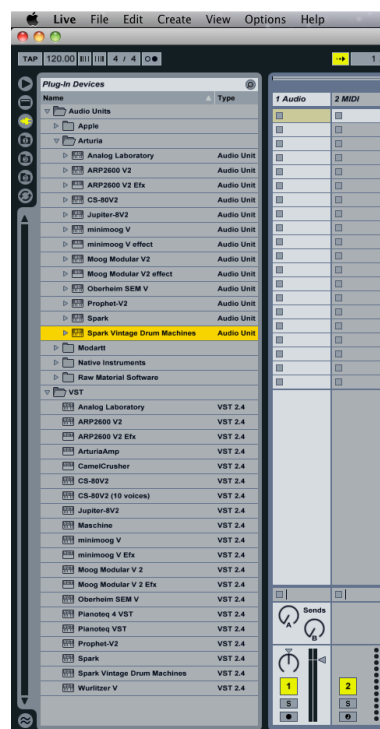 Live File Edit Create View Options Help
TAP 120.00 4 / 4 1
Plug-In Devices
Name Type 1 Audio 2 MIDI
Audio Units
Apple
Arturia
Analog Laboratory Audio Unit
ARP2600 V2 Audio Unit
ARP2600 V2 Efx Audio Unit
CS-80V2 Audio Unit
Jupiter-8V2 Audio Unit
minimoog V Audio Unit
minimoog V effect Audio Unit
Moog Modular V2 Audio Unit
Moog Modular V2 effect Audio Unit
Oberheim SEM V Audio Unit
Prophet-V2 Audio Unit
Spark Audio Unit
Spark Vintage Drum Machines Audio Unit
Modartt
Native Instruments
Raw Material Software
VST
Analog Laboratory VST 2.4
ARP2600 V2 VST 2.4
ARP2600 V2 Efx VST 2.4
ArturiaAmp VST 2.4
CamelCrusher VST 2.4
CS-80V2 VST 2.4
CS-80V2 (10 voices) VST 2.4
Jupiter-8V2 VST 2.4
Maschine VST 2.4
minimoog V VST 2.4
minimoog V Efx VST 2.4
Moog Modular V 2 VST 2.4
Moog Modular V 2 Efx VST 2.4
Oberheim SEM V VST 2.4
Pianoteq 4 VST VST 2.4
Pianoteq VST VST 2.4
Prophet-V2 VST 2.4
Spark VST 2.4
Spark Vintage Drum Machines VST 2.4
Wurlitzer V VST 2.4
Sends
A
B
1 2
S S